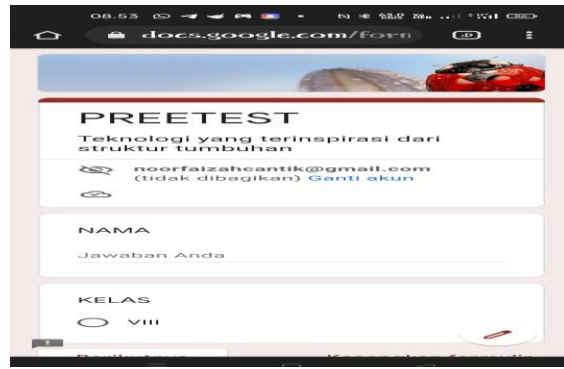 08.53
docs.google.com/forn
:D
PREETEST
Teknologi yang terinspirasi dari
struktur tumbuhan
noorfaizahcantik@gmail.com
(tidak dibagikan) Ganti akun
NAMA
Jawaban Anda
KELAS
VIII